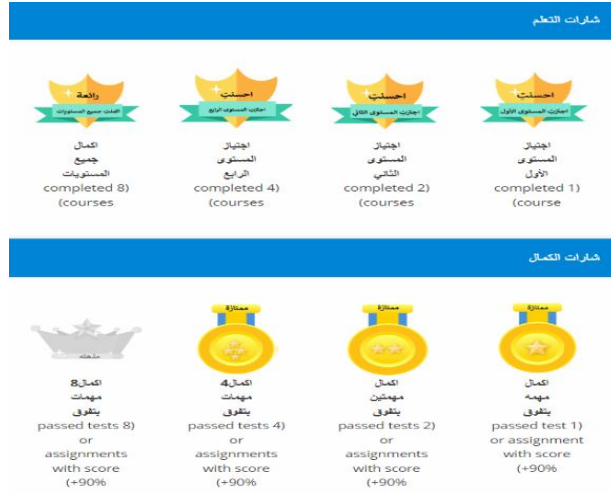 شارات التعلم
احسنت
اجتازت المستوى الأول
اجتياز
المستوى
الأول
(completed 1
course)
احسنت
اجتازت المستوى الثاني
اجتياز
المستوى
الثاني
(completed 2
courses)
احسنت
اجتازت المستوى الرابع
اجتياز
المستوى
الرابع
(completed 4
courses)
رائعة
اتممت جميع المستويات
اكمال
جميع
المستويات
(completed 8
courses)
شارات الكمال
ممتازة
اكمال
مهمه
بتفوق
(passed test 1
or assignment
with score
90%+)
ممتازة
اكمال
مهمتين
بتفوق
(passed tests 2
or
assignments
with score
90%+)
ممتازة
اكمال4
مهمات
بتفوق
(passed tests 4
or
assignments
with score
90%+)
مذهله
اكمال8
مهمات
بتفوق
(passed tests 8
or
assignments
with score
90%+)